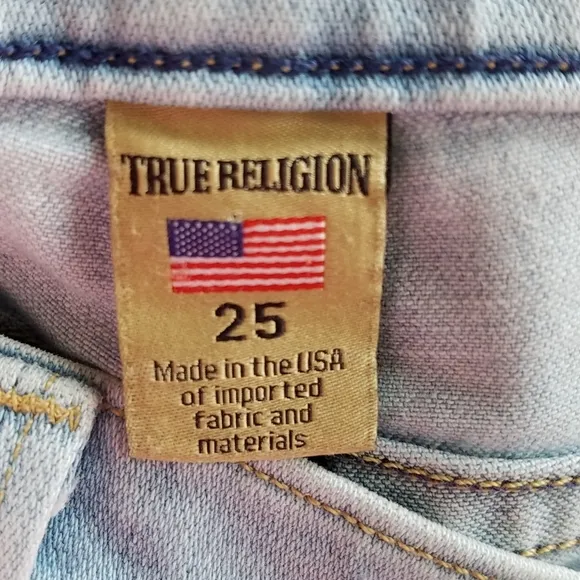 TRUE RELIGION
25
Made in the USA
of imported
fabric and
materials